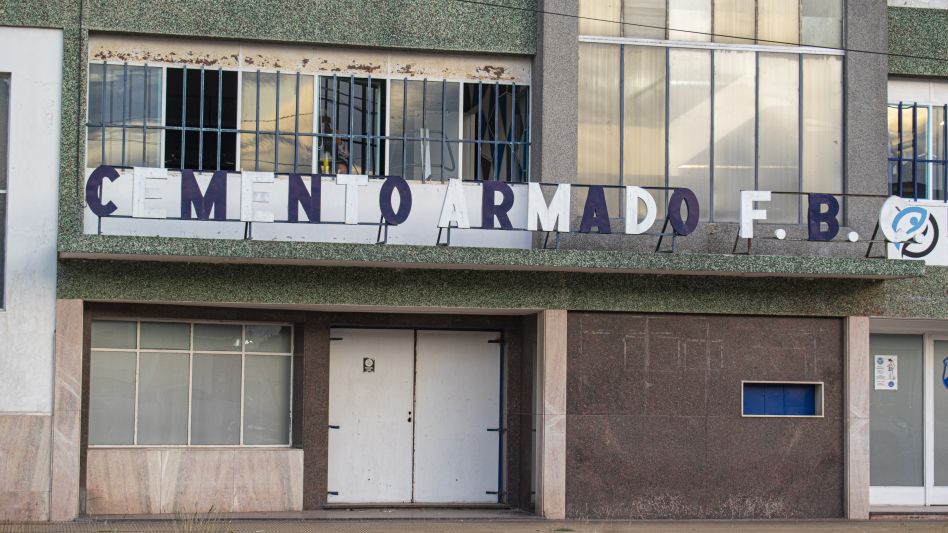 CEMENTO ARMADO F.B.